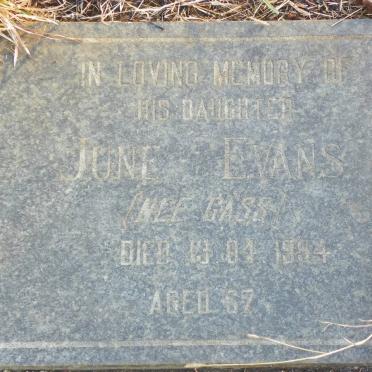 IN LOVING MEMORY OF
HIS DAUGHTER
JUNE EVANS
(NEE GASS)
DIED 13.04.1994
AGED 67